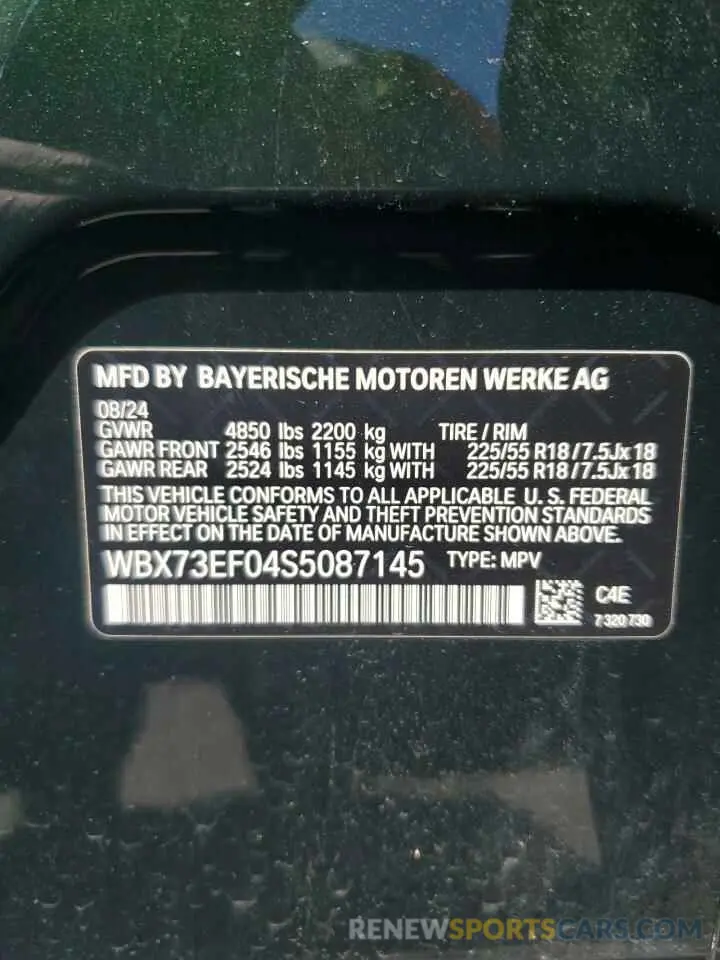 MFD BY BAYERISCHE MOTOREN WERKE AG
08/24
GVWR 4850 lbs 2200 kg TIRE / RIM
GAWR FRONT 2546 lbs 1155 kg WITH 225/55 R18/7.5Jx18
GAWR REAR 2524 lbs 1145 kg WITH 225/55 R18/7.5Jx18
THIS VEHICLE CONFORMS TO ALL APPLICABLE U. S. FEDERAL
MOTOR VEHICLE SAFETY AND THEFT PREVENTION STANDARDS
IN EFFECT ON THE DATE OF MANUFACTURE SHOWN ABOVE.
WBX73EF04S5087145 TYPE: MPV
C4E
7 320 730
RENEWSPORTSCARS.COM